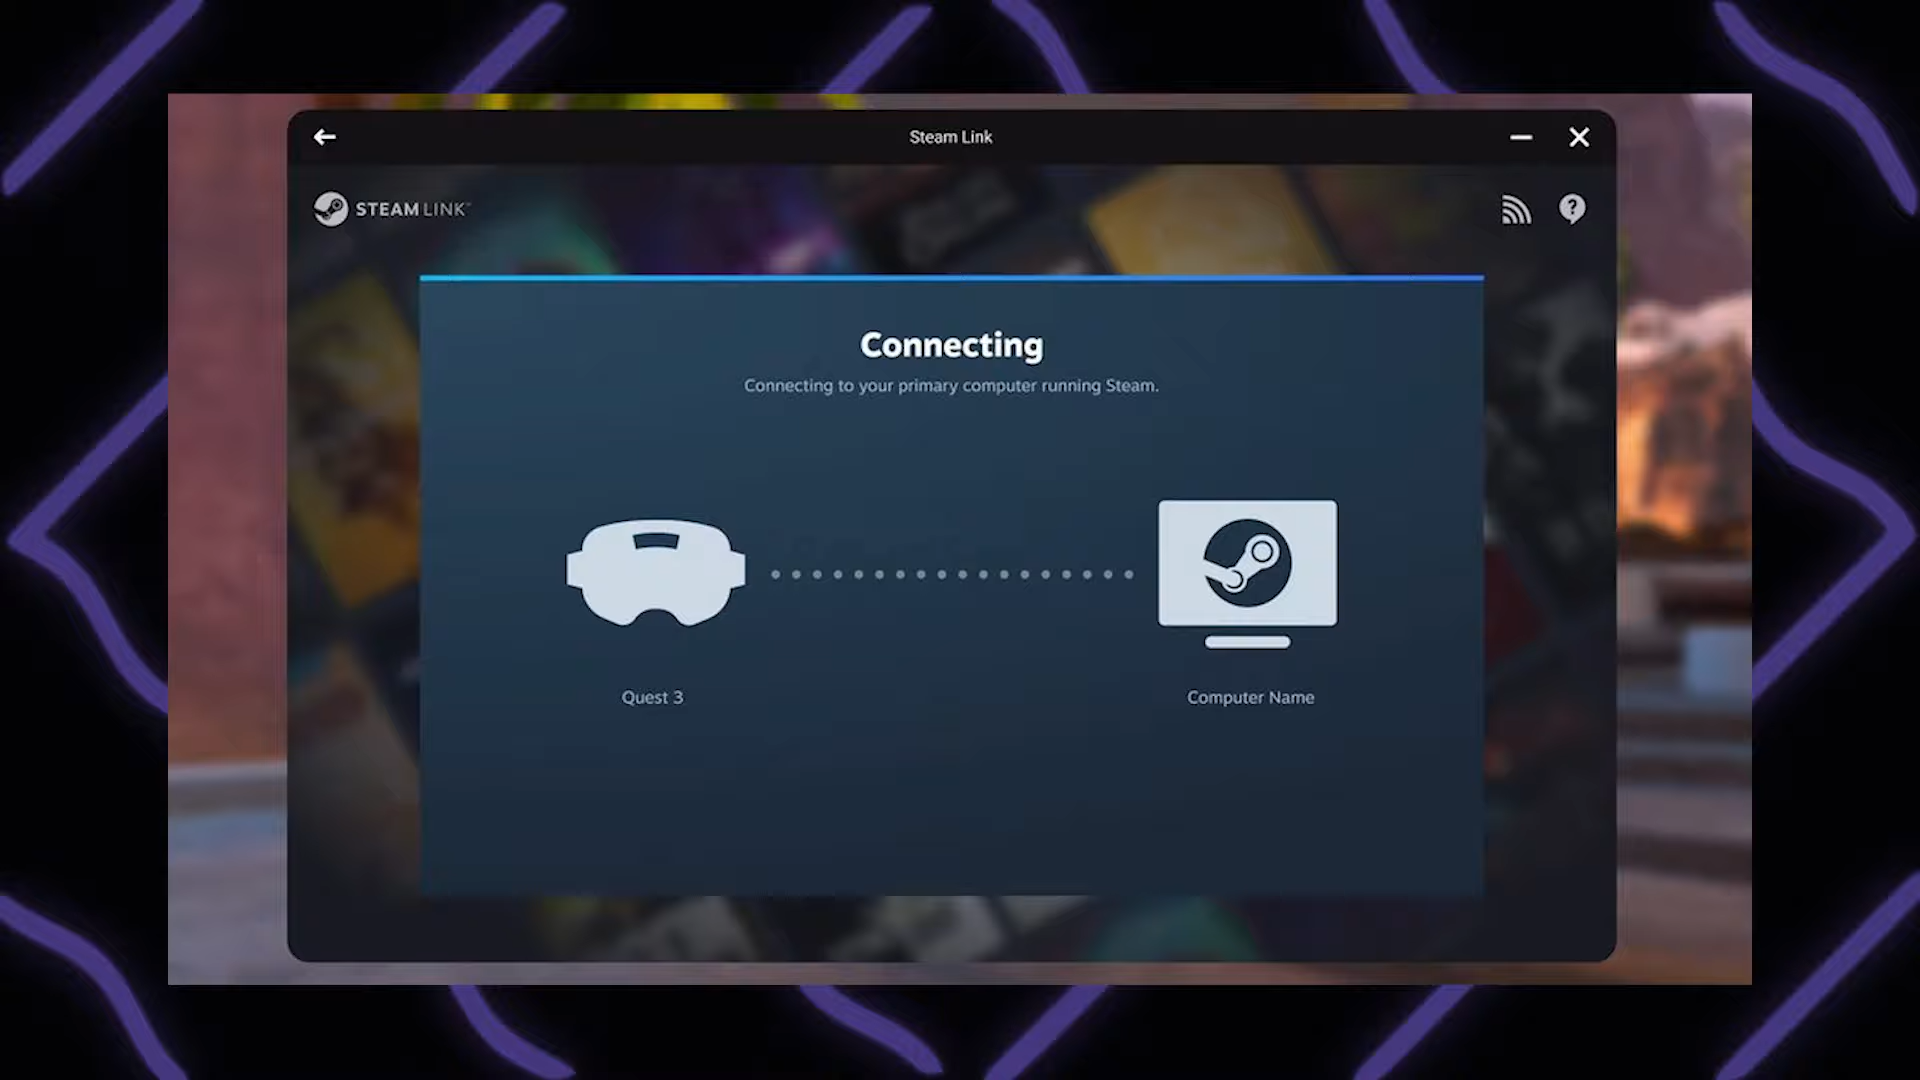 Steam Link
STEAM LINK
Connecting
Connecting to your primary computer running Steam.
Quest 3
Computer Name